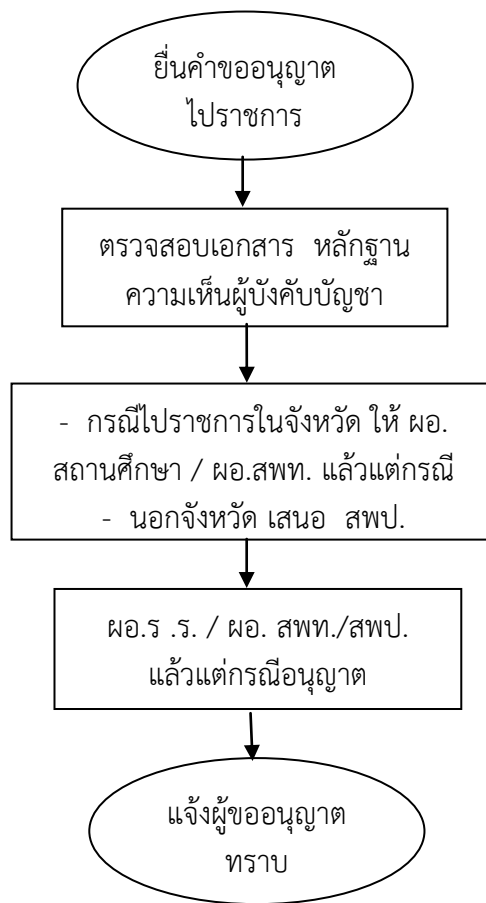 ยื่นคำขออนุญาต
ไปราชการ
ตรวจสอบเอกสาร หลักฐาน
ความเห็นผู้บังคับบัญชา
- กรณีไปราชการในจังหวัด ให้ ผอ.
สถานศึกษา / ผอ.สพท. แล้วแต่กรณี
- นอกจังหวัด เสนอ สพป.
ผอ.ร .ร. / ผอ. สพท./สพป.
แล้วแต่กรณีอนุญาต
แจ้งผู้ขออนุญาต
ทราบ